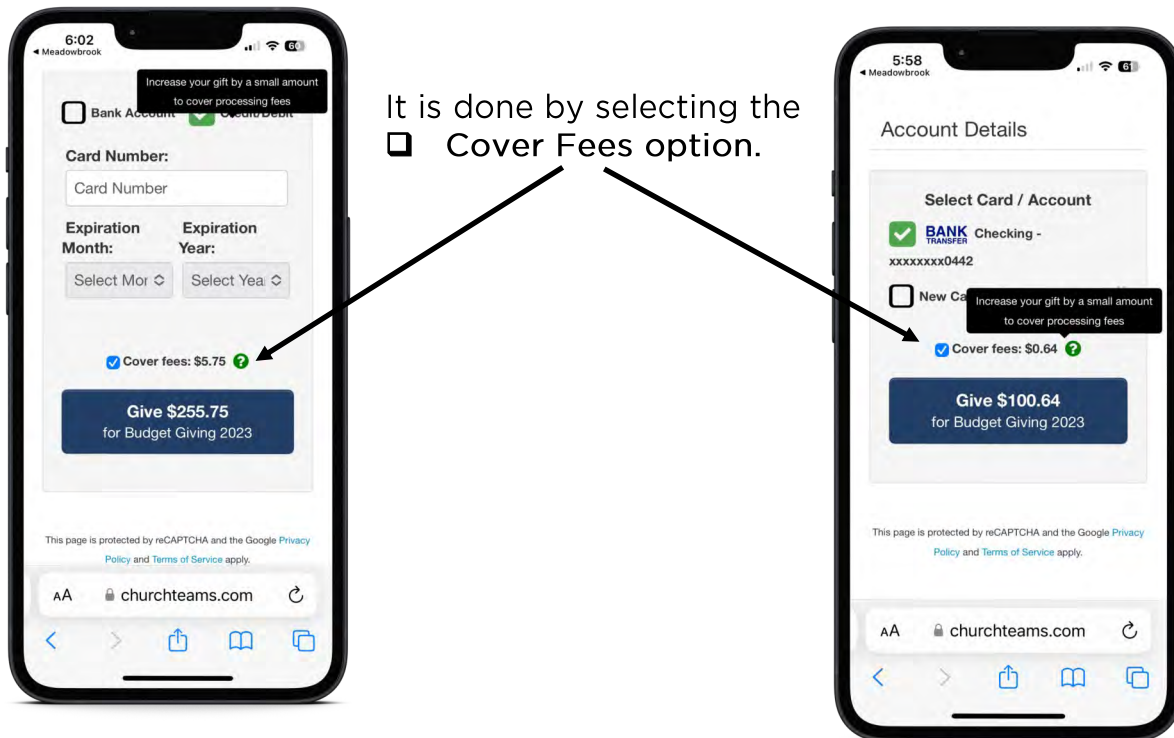 6:02
◀ Meadowbrook
60
Increase your gift by a small amount
to cover processing fees
Bank Account Credit/Debit
Card Number:
Card Number
Expiration Month:
Expiration Year:
Select Mor
Select Yea
Cover fees: $5.75 ?
Give $255.75
for Budget Giving 2023
This page is protected by reCAPTCHA and the Google Privacy
Policy and Terms of Service apply.
AA churchteams.com
It is done by selecting the
❑ Cover Fees option.
5:58
◀ Meadowbrook
61
Account Details
Select Card / Account
BANK TRANSFER Checking -
xxxxxxxx0442
New Ca
Increase your gift by a small amount
to cover processing fees
Cover fees: $0.64 ?
Give $100.64
for Budget Giving 2023
This page is protected by reCAPTCHA and the Google Privacy
Policy and Terms of Service apply.
AA churchteams.com